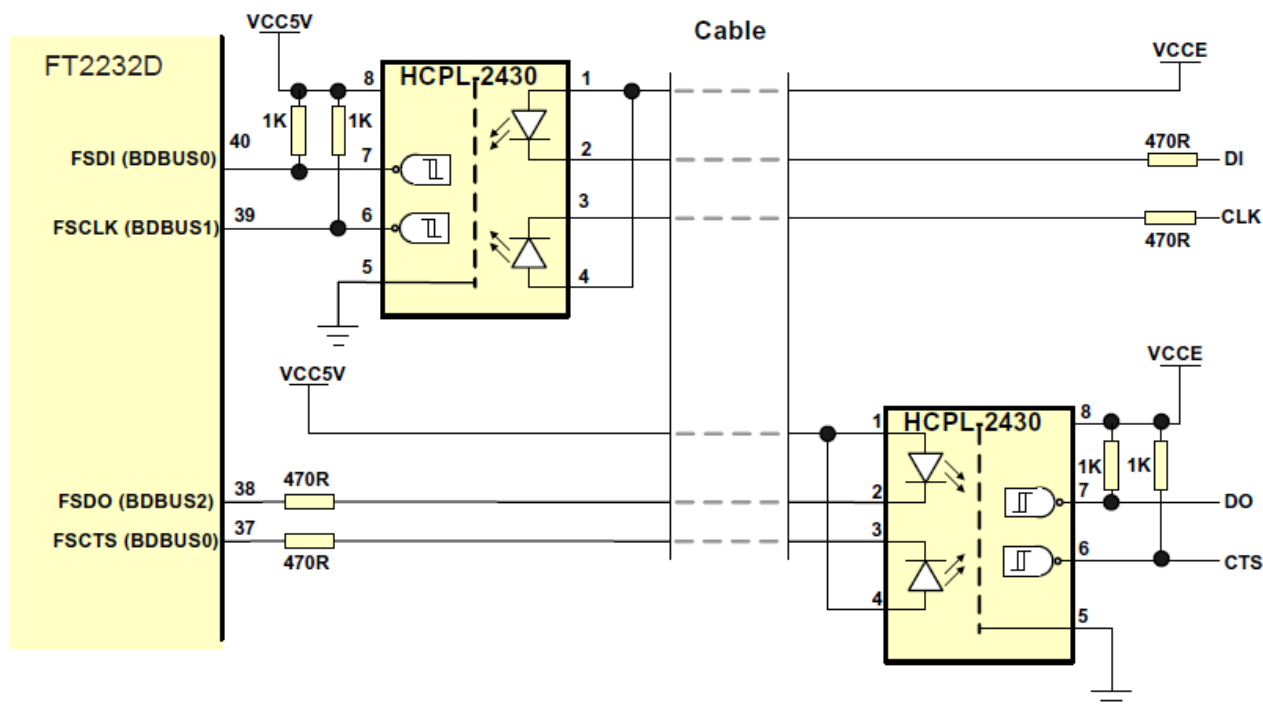 VCC5V
Cable
VCCE
FT2232D
8
HCPL-2430
1
1K
1K
40
470R
FSDI (BDBUS0)
7
2
DI
3
FSCLK (BDBUS1)
39
6
CLK
470R
5
4
VCC5V
VCCE
1
HCPL-2430
8
1K
1K
470R
FSDO (BDBUS2)
38
2
7
DO
FSCTS (BDBUS0)
37
3
6
CTS
470R
4
5